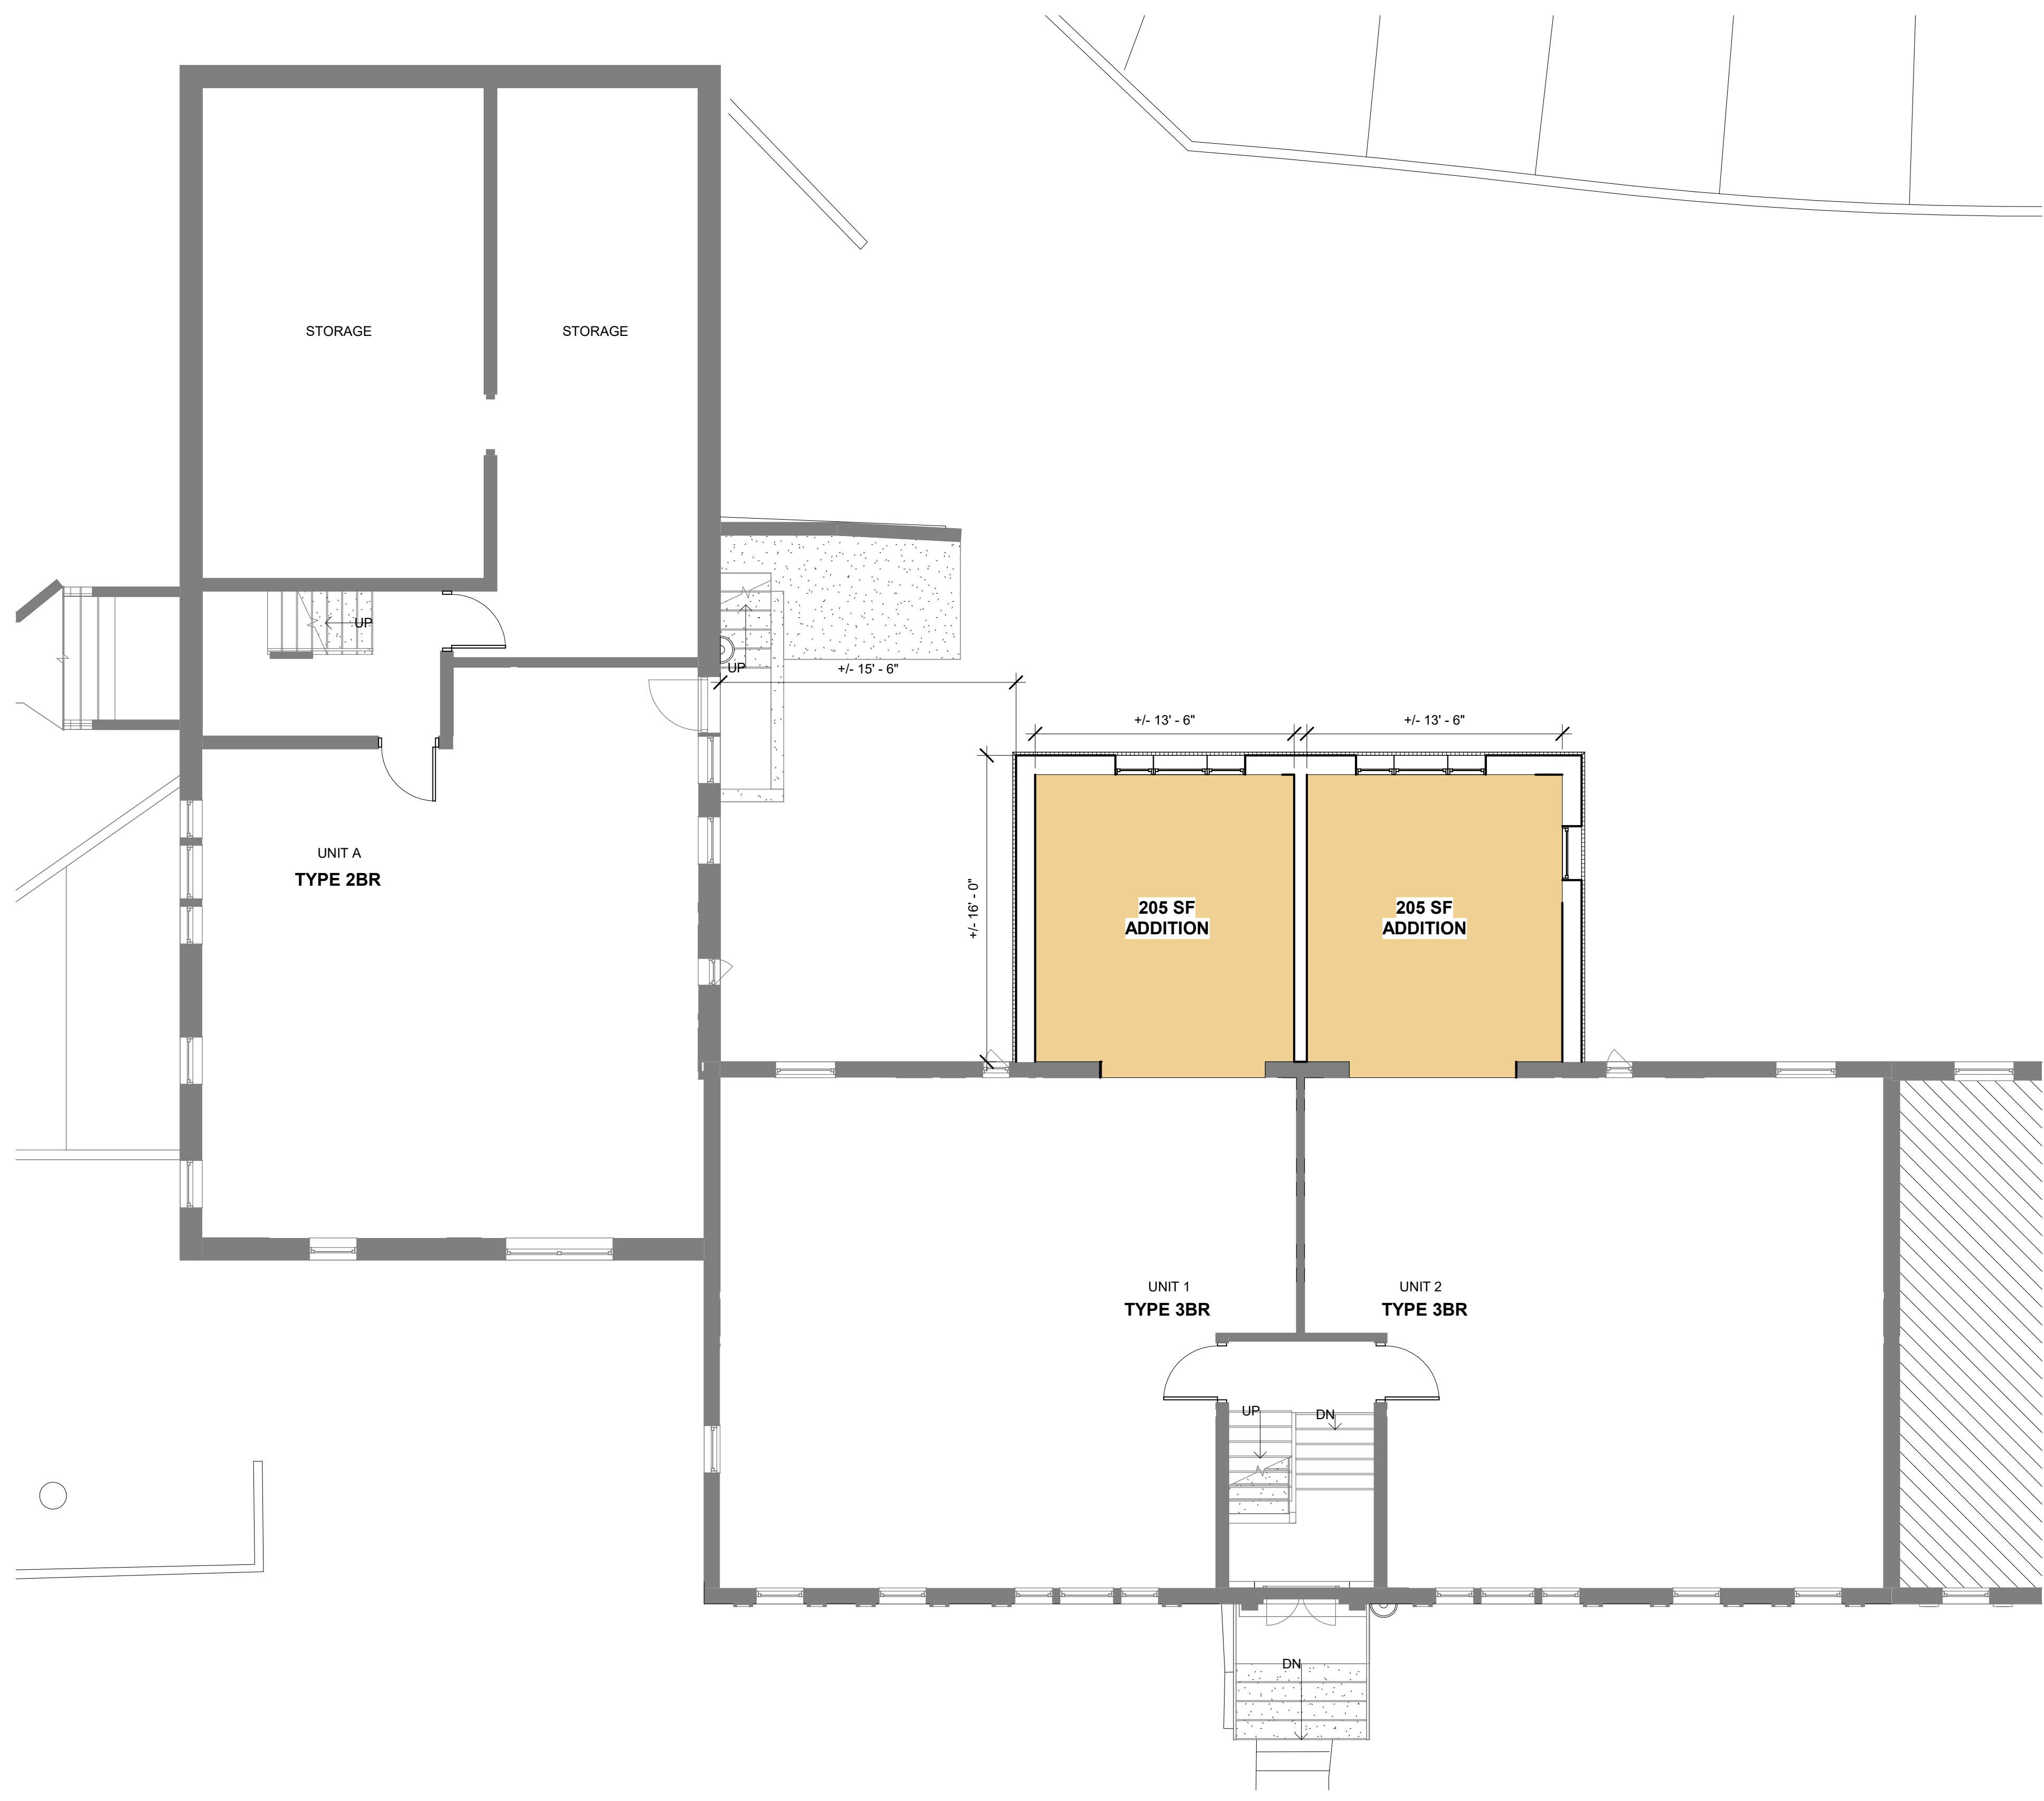 STORAGE
STORAGE
UP
UP
+/- 15' - 6"
+/- 13' - 6"
+/- 13' - 6"
UNIT A
TYPE 2BR
+/- 16' - 0"
205 SF
ADDITION
205 SF
ADDITION
UNIT 1
TYPE 3BR
UNIT 2
TYPE 3BR
UP
DN
DN